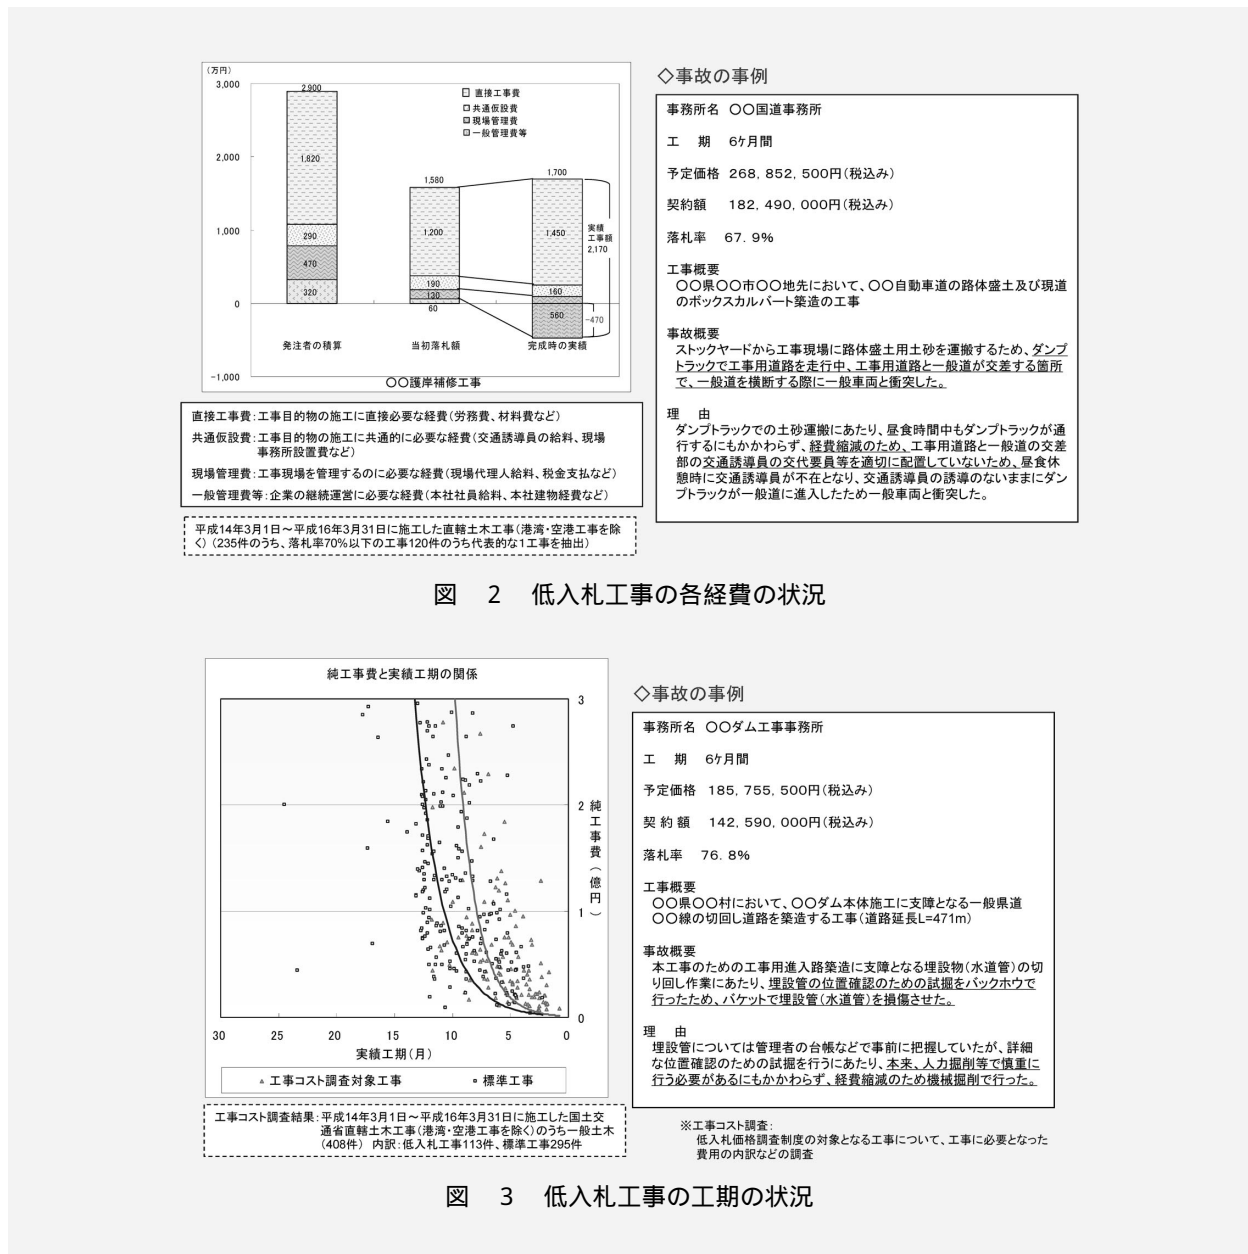 (万円)
3,000
2,000
1,000
0
−1,000
2,900
1,820
290
470
320
1,580
1,200
190
130
60
1,700
1,450
160
560
−470
実績
工事額
2,170
直接工事費
共通仮設費
現場管理費
一般管理費等
発注者の積算
当初落札額
完成時の実績
〇〇護岸補修工事
直接工事費:工事目的物の施工に直接必要な経費(労務費、材料費など)
共通仮設費:工事目的物の施工に共通的に必要な経費(交通誘導員の給料、現場
事務所設置費など)
現場管理費:工事現場を管理するのに必要な経費(現場代理人給料、税金支払など)
一般管理費等:企業の継続運営に必要な経費(本社社員給料、本社建物経費など)
平成14年3月1日~平成16年3月31日に施工した直轄土木工事(港湾・空港工事を除
く) (235件のうち、落札率70%以下の工事120件のうち代表的な1工事を抽出)
◇事故の事例
事務所名 〇〇国道事務所
工 期 6ケ月間
予定価格 268,852,500円(税込み)
契約額 182,490,000円(税込み)
落札率 67.9%
工事概要
〇〇県〇〇市〇〇地先において、〇〇自動車道の路体盛土及び現道
のボックスカルバート築造の工事
事故概要
ストックヤードから工事現場に路体盛土用土砂を運搬するため、ダンプ
トラックで工事用道路を走行中、工事用道路と一般道が交差する箇所
で、一般道を横断する際に一般車両と衝突した。
理 由
ダンプトラックでの土砂運搬にあたり、昼食時間中もダンプトラックが通
行するにもかかわらず、経費縮減のため、工事用道路と一般道の交差
部の交通誘導員の交代要員等を適切に配置していないため、昼食休
憩時に交通誘導員が不在となり、交通誘導員の誘導のないままにダン
プトラックが一般道に進入したため一般車両と衝突した。
図 2 低入札工事の各経費の状況
純工事費と実績工期の関係
3
2
1
0
純工事費(億円)
30 25 20 15 10 5 0
実績工期(月)
工事コスト調査対象工事 標準工事
工事コスト調査結果:平成14年3月1日~平成16年3月31日に施工した国土交
通省直轄土木工事(港湾・空港工事を除く)のうち一般土木
(408件) 内訳:低入札工事113件、標準工事295件
◇事故の事例
事務所名 〇〇ダム工事事務所
工 期 6ケ月間
予定価格 185,755,500円(税込み)
契約額 142,590,000円(税込み)
落札率 76.8%
工事概要
〇〇県〇〇村において、〇〇ダム本体施工に支障となる一般県道
〇〇線の切回し道路を築造する工事(道路延長L=471m)
事故概要
本工事のための工事用進入路築造に支障となる埋設物(水道管)の切
り回し作業にあたり、埋設管の位置確認のための試掘をバックホウで
行ったため、バケットで埋設管(水道管)を損傷させた。
理 由
埋設管については管理者の台帳などで事前に把握していたが、詳細
な位置確認のための試掘を行うにあたり、本来、人力掘削等で慎重に
行う必要があるにもかかわらず、経費縮減のため機械掘削で行った。
※工事コスト調査:
低入札価格調査制度の対象となる工事について、工事に必要となった
費用の内訳などの調査
図 3 低入札工事の工期の状況